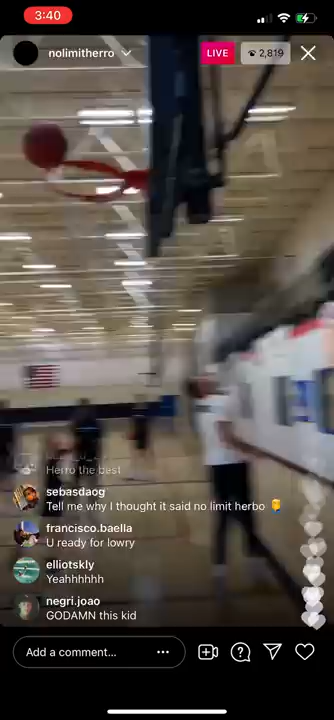 3:40
nolimitherro
LIVE
2,819
Herro the best
sebasdaog
Tell me why I thought it said no limit herbo
francisco.baella
U ready for lowry
elliotskly
Yeahhhhh
negri.joao
GODAMN this kid
Add a comment...